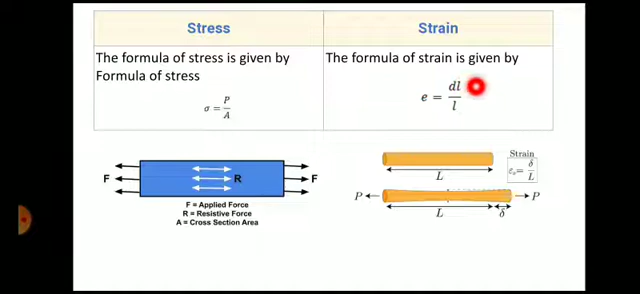 Stress
Strain
The formula of stress is given by
Formula of stress
σ = P/A
The formula of strain is given by
e = dl/l
F
R
F
F = Applied Force
R = Resistive Force
A = Cross Section Area
L
Strain
εₛ = δ/L
P
P
L
δ